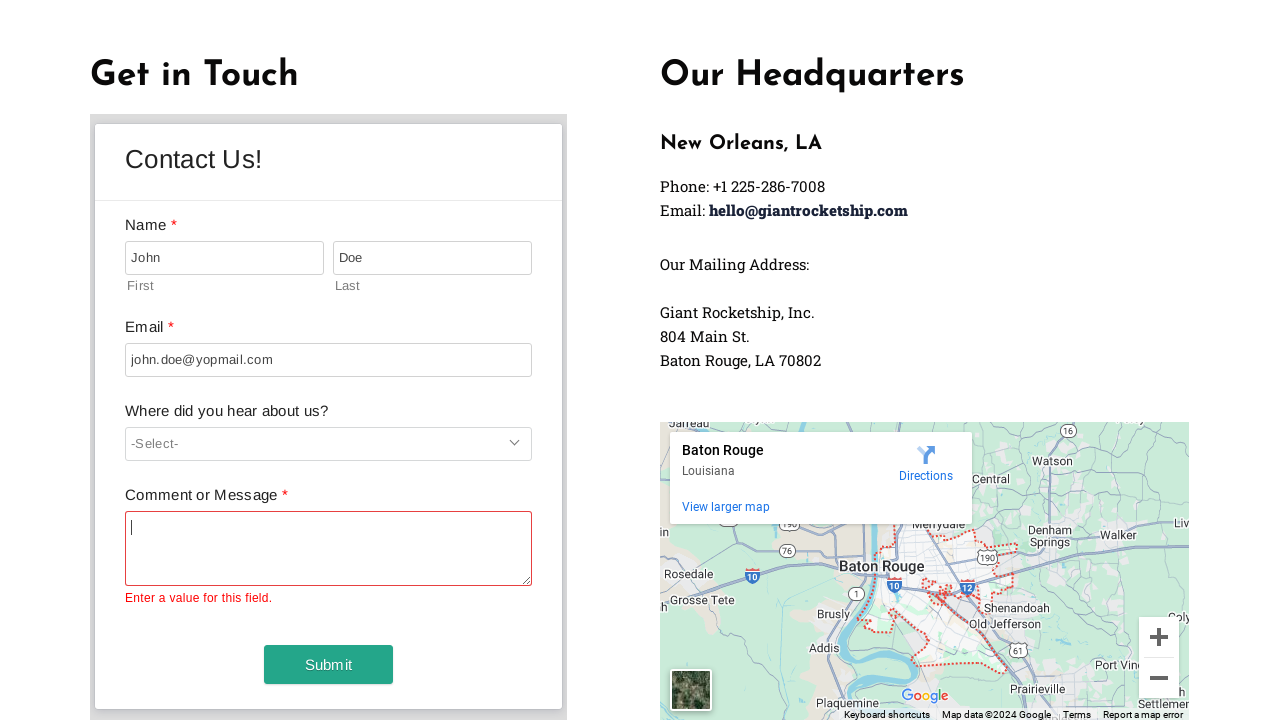 Get in Touch
Contact Us!
Name *
John
Doe
First
Last
Email *
john.doe@yopmail.com
Where did you hear about us?
-Select-
Comment or Message *
Enter a value for this field.
Submit
Our Headquarters
New Orleans, LA
Phone: +1 225-286-7008
Email: hello@giantrocketship.com
Our Mailing Address:
Giant Rocketship, Inc.
804 Main St.
Baton Rouge, LA 70802
Baton Rouge
Louisiana
Directions
View larger map
16
Watson
Central
Denham
Springs
Walker
190
76
190
Baton Rouge
Rosedale
10
10
12
Grosse Tete
1
Brusly
Shenandoah
Old Jefferson
Addis
61
Prairieville
Plaquemine
Google
Keyboard shortcuts
Map data ©2024 Google
Terms
Report a map error